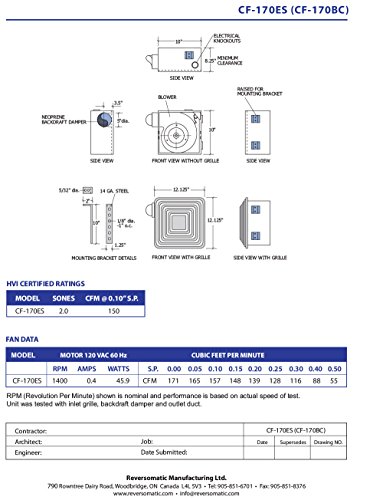 CF-170ES (CF-170BC)
ELECTRICAL
KNOCKOUTS
10"
8.25"
MINIMUM
CLEARANCE
SIDE VIEW
NEOPRENE
BACKDRAFT DAMPER
3.5"
5"dia.
SIDE VIEW
BLOWER
10"
FRONT VIEW WITHOUT GRILLE
RAISED FOR
MOUNTING BRACKET
SIDE VIEW
5/32" dia.
14 GA. STEEL
2"
10"
1/8" dia.
-1" o.c.
1.25"
MOUNTING BRACKET DETAILS
12.125"
12.125"
FRONT VIEW WITH GRILLE
SIDE VIEW WITH GRILLE
HVI CERTIFIED RATINGS
MODEL SONES CFM @ 0.10" S.P.
CF-170ES 2.0 150
FAN DATA
MODEL MOTOR 120 VAC 60 Hz CUBIC FEET PER MINUTE
RPM AMPS WATTS S.P. 0.00 0.05 0.10 0.15 0.20 0.25 0.30 0.40 0.50
CF-170ES 1400 0.4 45.9 CFM 171 165 157 148 139 128 116 88 55
RPM (Revolution Per Minute) shown is nominal and performance is based on actual speed of test.
Unit was tested with inlet grille, backdraft damper and outlet duct.
Contractor: CF-170ES (CF-170BC)
Architect: Job: Date Supersedes Drawing NO.
Engineer: Date Submitted:
Reversomatic Manufacturing Ltd.
790 Rowntree Dairy Road, Woodbridge, ON Canada L4L 5V3 • Tel: 905-851-6701 • Fax: 905-851-8376
www.reversomatic.com • sales@reversomatic.com